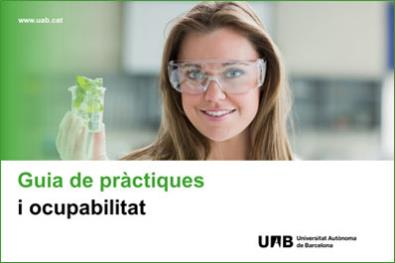 www.uab.cat
Guia de pràctiques
i ocupabilitat
UAB Universitat Autònoma
de Barcelona